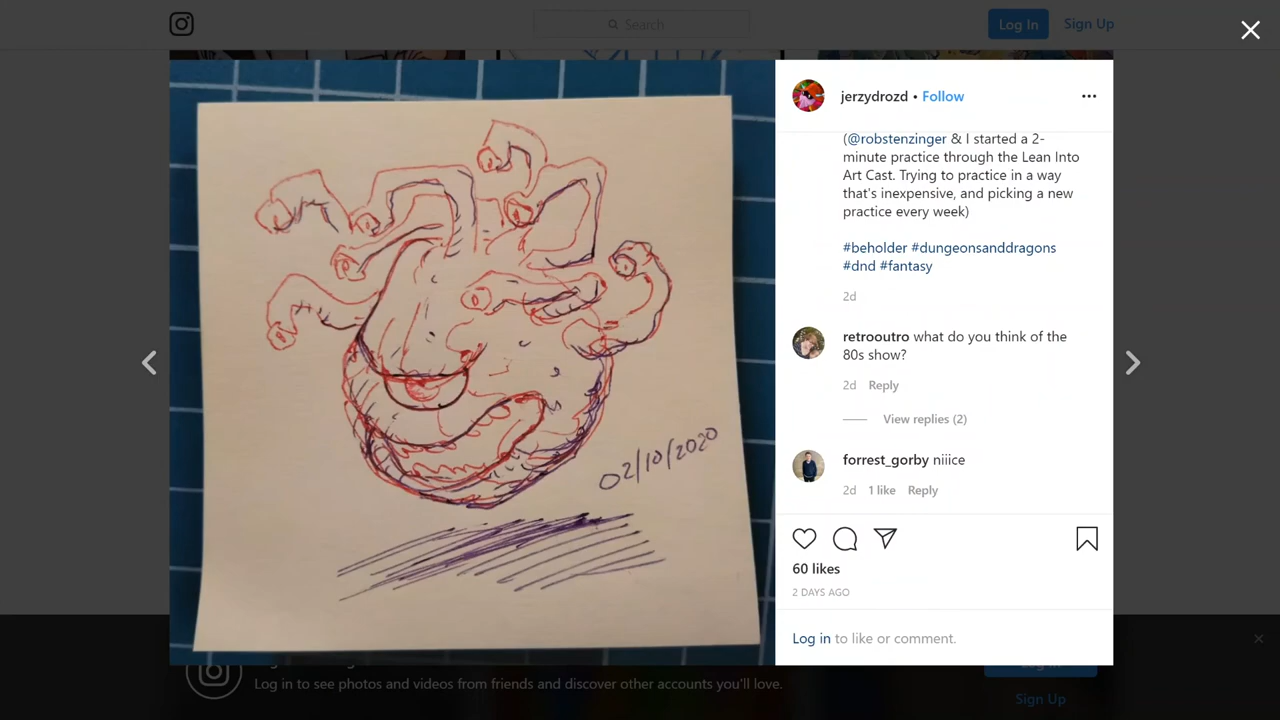 Search
Log In
Sign Up
jerzydrozd • Follow
(@robstenzinger & I started a 2-
minute practice through the Lean Into
Art Cast. Trying to practice in a way
that's inexpensive, and picking a new
practice every week)
#beholder #dungeonsanddragons
#dnd #fantasy
2d
retrooutro what do you think of the
80s show?
2d Reply
View replies (2)
forrest_gorby niiice
2d 1 like Reply
02/10/2020
60 likes
2 DAYS AGO
Log in to like or comment.
Log in to see photos and videos from friends and discover other accounts you'll love.
Sign Up